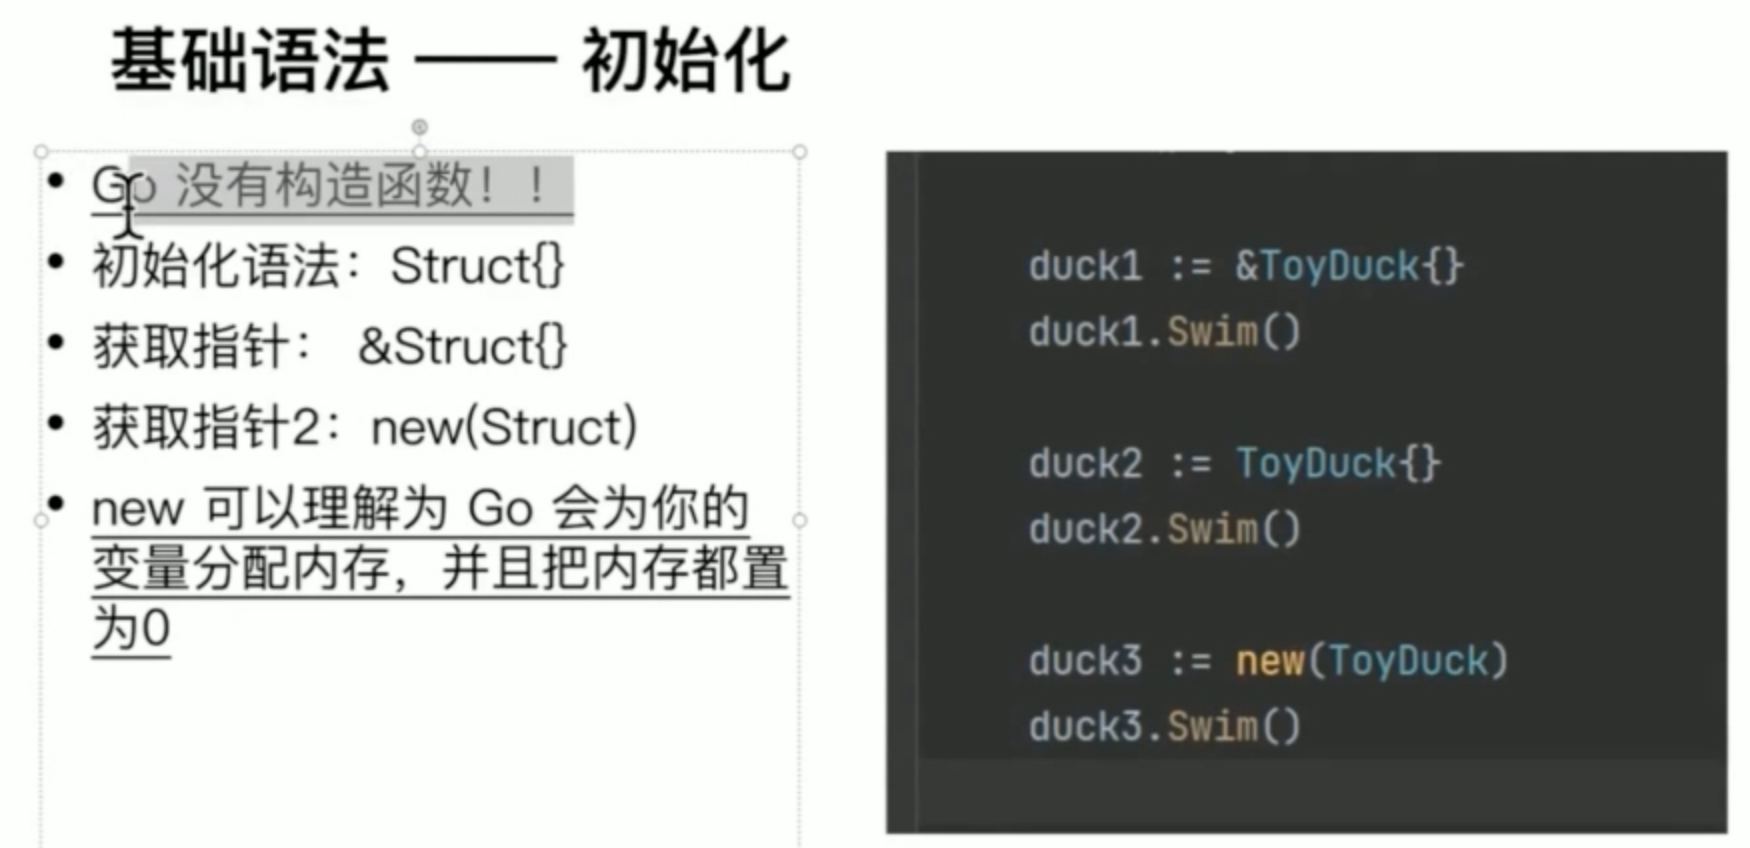 基础语法 —— 初始化
• Go 没有构造函数！！
• 初始化语法：Struct{}
• 获取指针： &Struct{}
• 获取指针2：new(Struct)
• new 可以理解为 Go 会为你的
变量分配内存，并且把内存都置
为0
duck1 := &ToyDuck{}
duck1.Swim()
duck2 := ToyDuck{}
duck2.Swim()
duck3 := new(ToyDuck)
duck3.Swim()